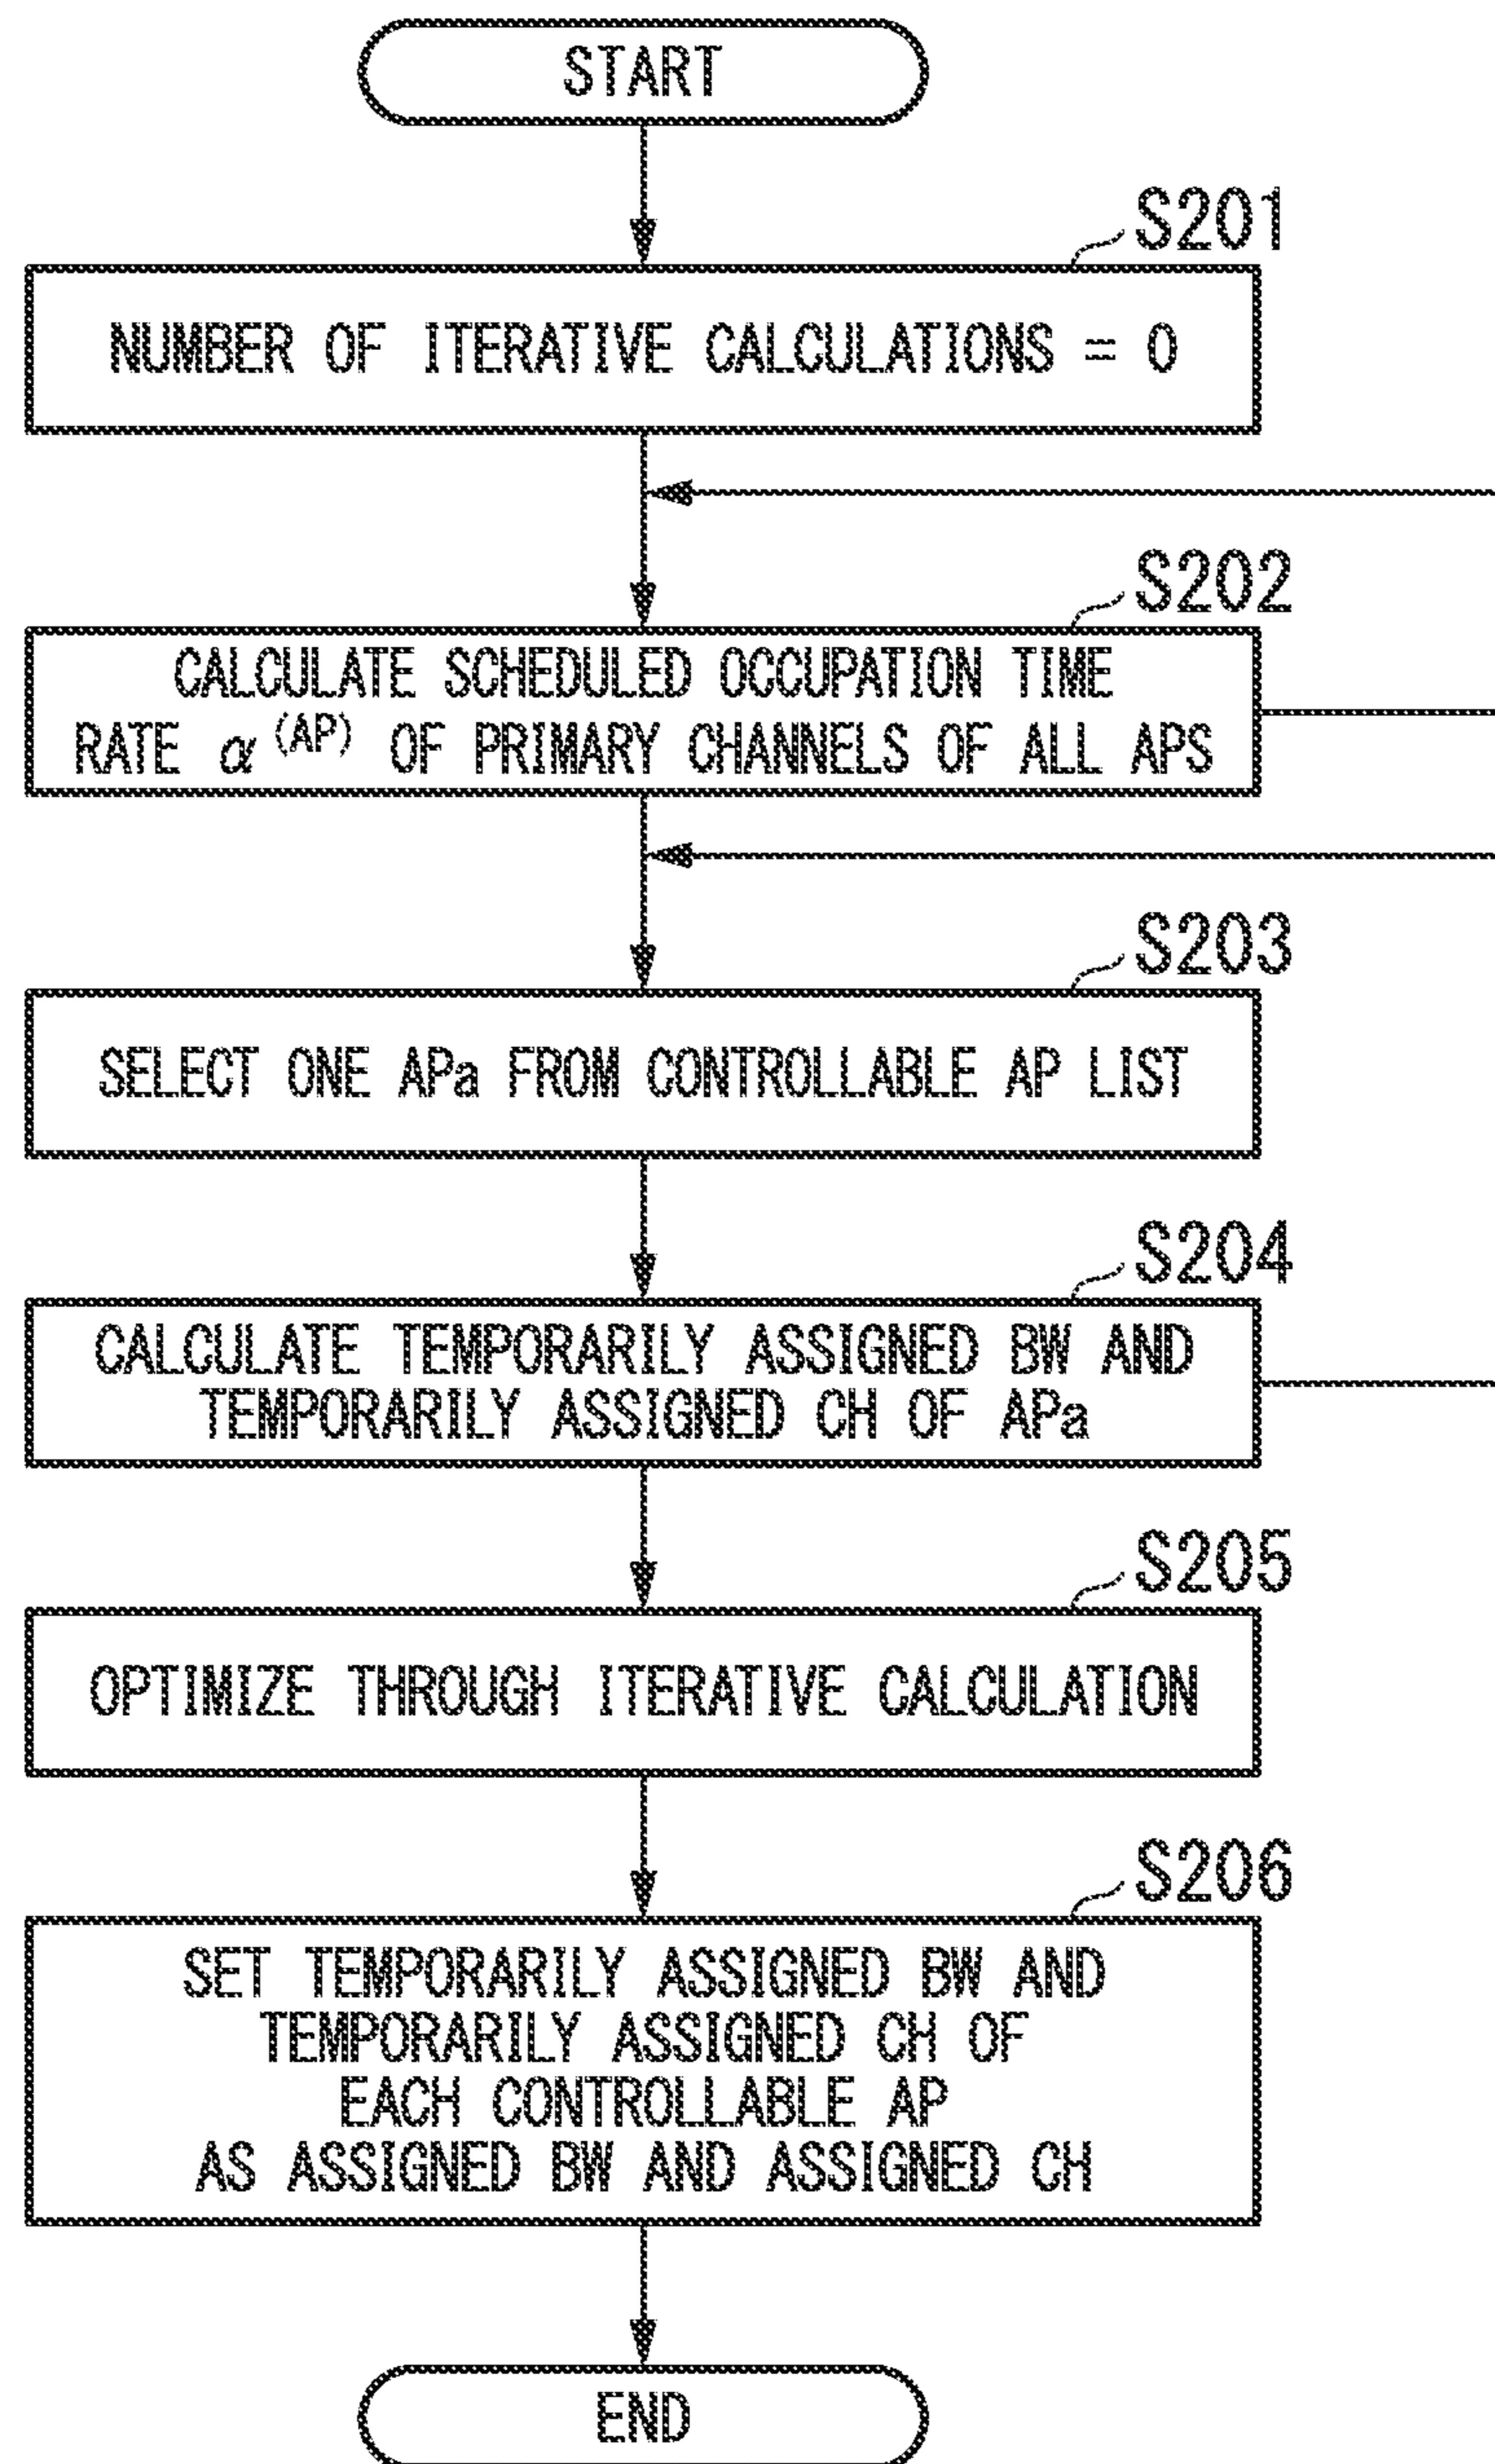 START
S201
NUMBER OF ITERATIVE CALCULATIONS = 0
S202
CALCULATE SCHEDULED OCCUPATION TIME
RATE α (AP) OF PRIMARY CHANNELS OF ALL APS
S203
SELECT ONE APa FROM CONTROLLABLE AP LIST
S204
CALCULATE TEMPORARILY ASSIGNED BW AND
TEMPORARILY ASSIGNED CH OF APa
S205
OPTIMIZE THROUGH ITERATIVE CALCULATION
S206
SET TEMPORARILY ASSIGNED BW AND
TEMPORARILY ASSIGNED CH OF
EACH CONTROLLABLE AP
AS ASSIGNED BW AND ASSIGNED CH
END